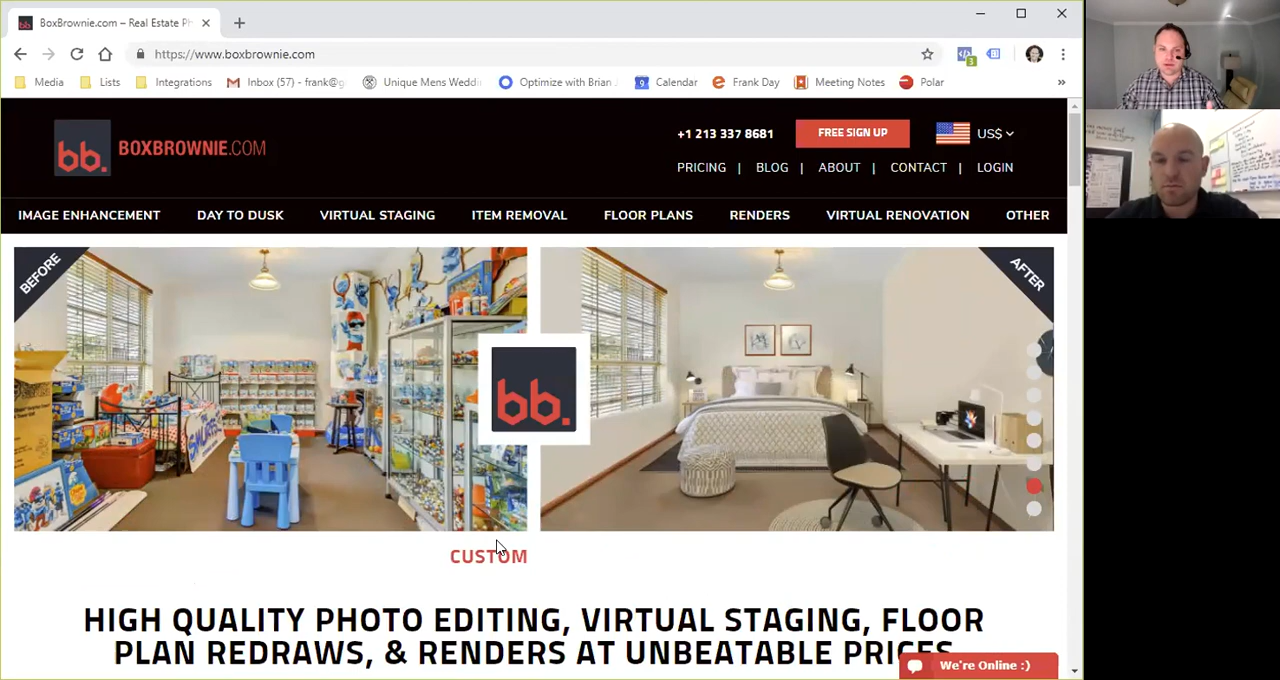 BoxBrownie.com – Real Estate Ph
https://www.boxbrownie.com
3
Media
Lists
Integrations
Inbox (57) - frank@g
Unique Mens Weddi
Optimize with Brian
9
Calendar
Frank Day
Meeting Notes
Polar
»
bb.
BOXBROWNIE.COM
+1 213 337 8681
FREE SIGN UP
US$
PRICING | BLOG | ABOUT | CONTACT | LOGIN
IMAGE ENHANCEMENT
DAY TO DUSK
VIRTUAL STAGING
ITEM REMOVAL
FLOOR PLANS
RENDERS
VIRTUAL RENOVATION
OTHER
BEFORE
AFTER
bb.
CUSTOM
HIGH QUALITY PHOTO EDITING, VIRTUAL STAGING, FLOOR
PLAN REDRAWS, & RENDERS AT UNBEATABLE PRICES
We're Online :)